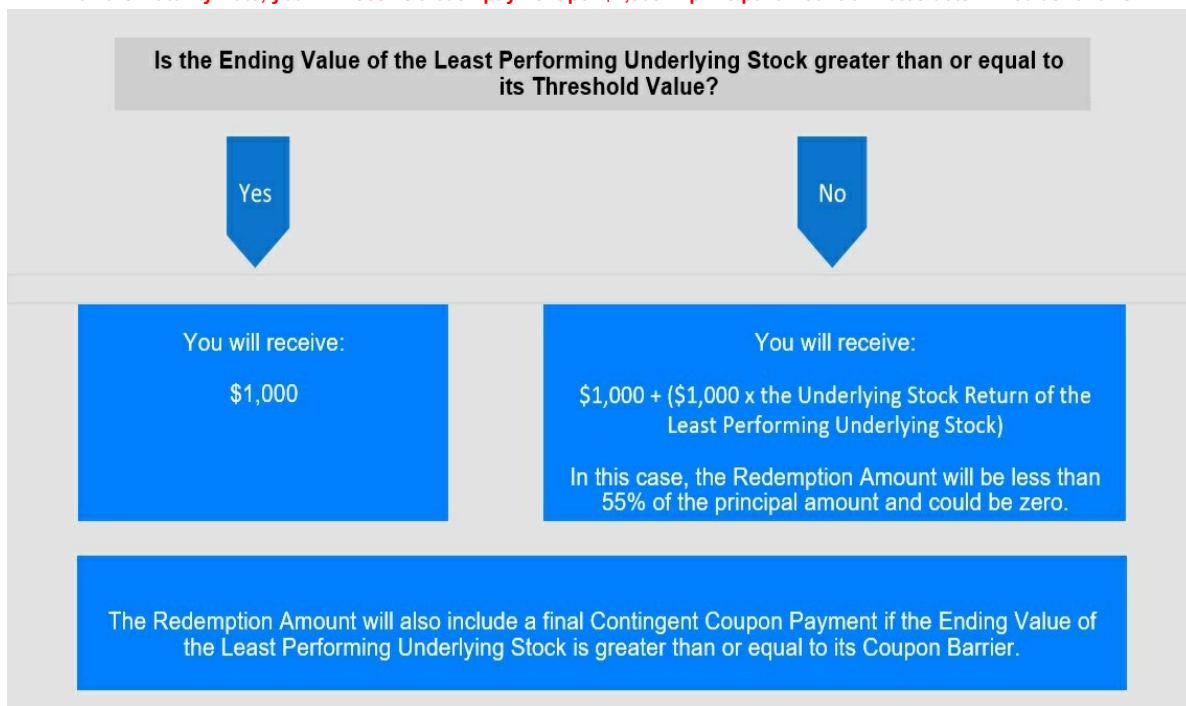 Is the Ending Value of the Least Performing Underlying Stock greater than or equal to
its Threshold Value?
Yes
No
You will receive:
$1,000
You will receive:
$1,000 + ($1,000 x the Underlying Stock Return of the
Least Performing Underlying Stock)
In this case, the Redemption Amount will be less than
55% of the principal amount and could be zero.
The Redemption Amount will also include a final Contingent Coupon Payment if the Ending Value of
the Least Performing Underlying Stock is greater than or equal to its Coupon Barrier.